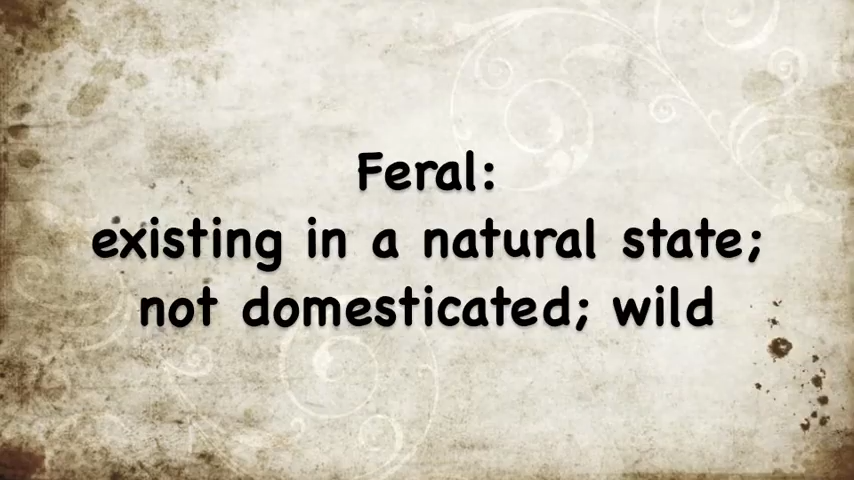 Feral:
existing in a natural state;
not domesticated; wild